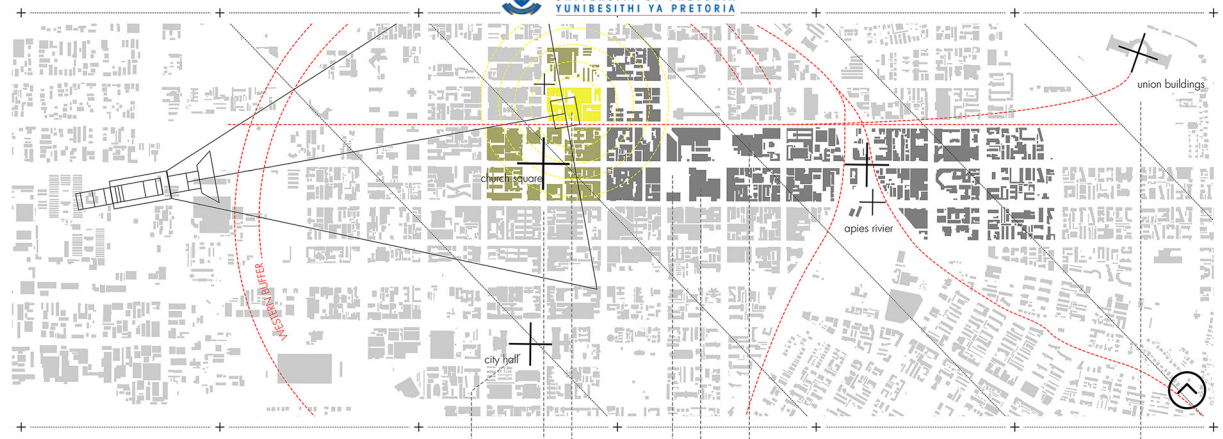 YUNIBESITHI YA PRETORIA
union buildings
church square
apies rivier
WESTERN BUFFER
city hall